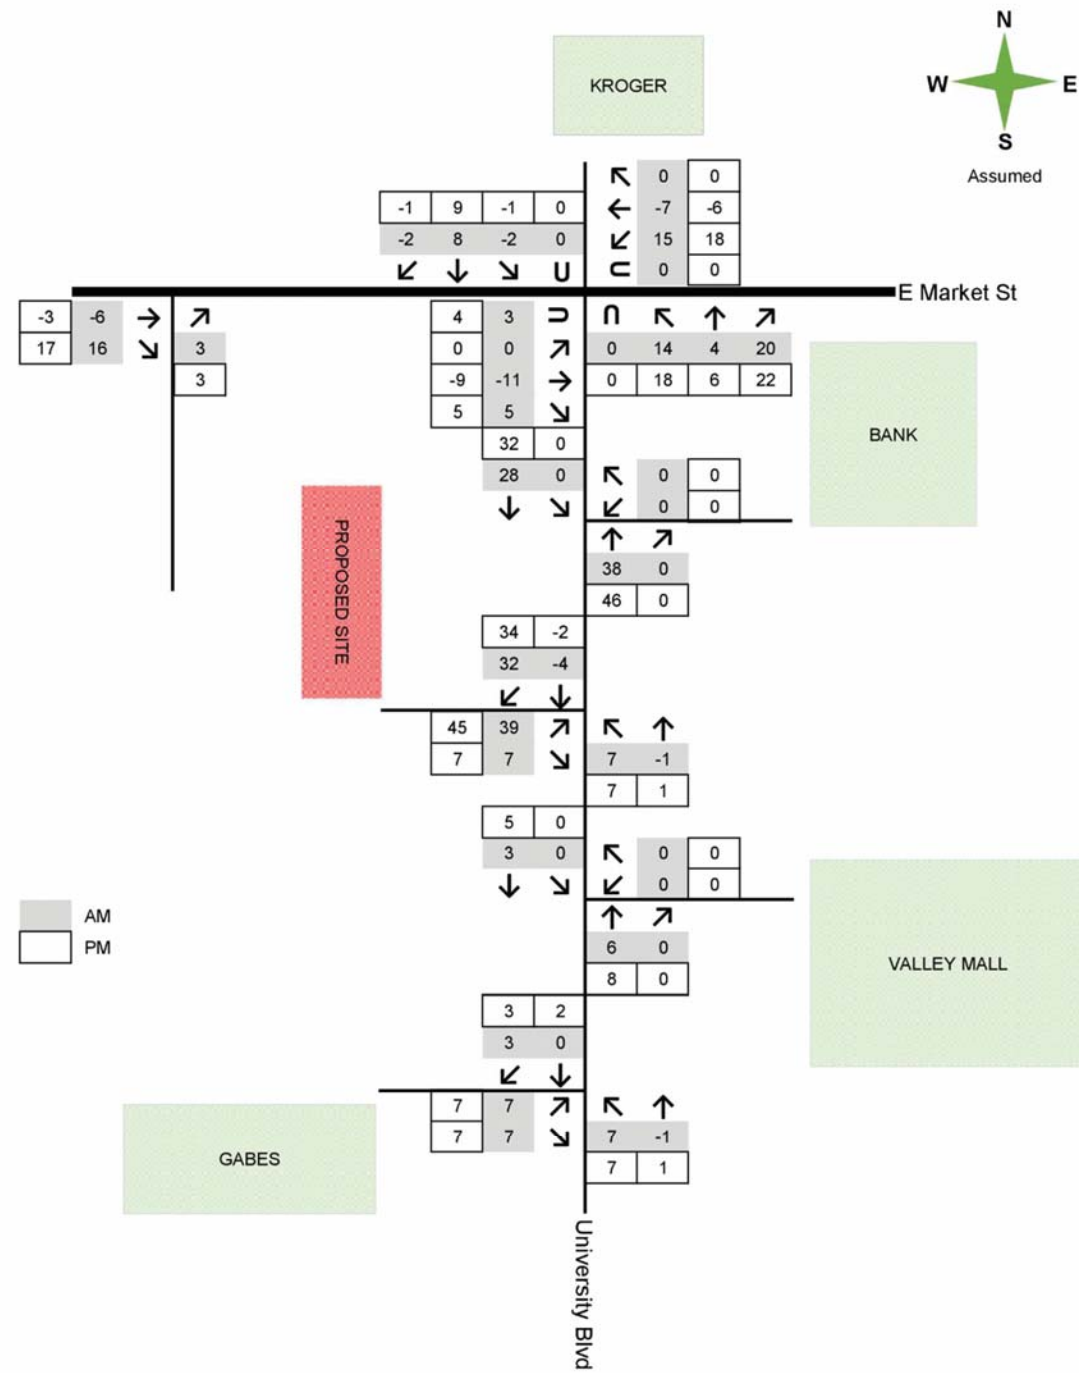 N
KROGER
W E
S
0 0
Assumed
-1 9 -1 0 -7 -6
-2 8 -2 0 15 18
0 0
E Market St
-3 -6 4 3
17 16 3 0 0 0 14 4 20
3 -9 -11 0 18 6 22
5 5
BANK
32 0
28 0 0 0
0 0
PROPOSED SITE
38 0
46 0
34 -2
32 -4
45 39
7 7 7 -1
7 1
5 0
3 0 0 0
0 0
AM
PM
6 0
VALLEY MALL
8 0
3 2
3 0
7 7
7 7 7 -1
GABES
7 1
University Blvd